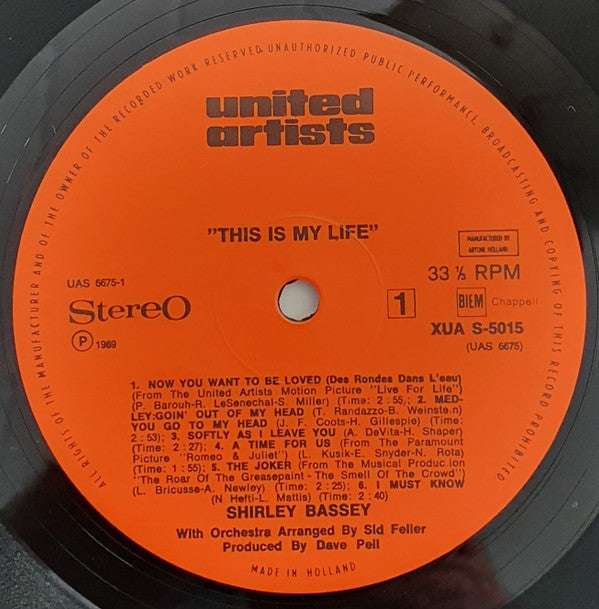 ALL RIGHTS OF THE MANUFACTURER AND OF THE OWNER OF THE RECORDED WORK RESERVED. UNAUTHORIZED PUBLIC PERFORMANCE, BROADCASTING AND COPYING OF THIS RECORD PROHIBITED
united
artists
"THIS IS MY LIFE"
MANUFACTURED BY
ARTONE HOLLAND
UAS 6675-1
33 ⅓ RPM
Stereo
1
BIEM Chappell
XUA S-5015
P 1969
(UAS 6675)
1. NOW YOU WANT TO BE LOVED (Des Rondes Dans L'eau)
(From The United Artists Motion Picture "Live For Life")
(P. Barouh-R. LeSenechal-S. Miller) (Time: 2:55; 2. MED-
LEY:GOIN' OUT OF MY HEAD (T. Randazzo-B. Weinstein)
YOU GO TO MY HEAD (J. F. Coots-H. Gillespie) (Time:
2:53); 3. SOFTLY AS I LEAVE YOU (A. DeVita-H. Shaper)
(Time: 2:27); 4. A TIME FOR US (From The Paramount
Picture "Romeo & Juliet") (L. Kusik-E. Snyder-N. Rota)
(Time: 1:55); 5. THE JOKER (From The Musical Production
"The Roar Of The Greasepaint - The Smell Of The Crowd")
(L. Bricusse-A. Newley) (Time: 2:25); 6. I MUST KNOW
(N Hefti-L. Mattis) (Time: 2:40)
SHIRLEY BASSEY
With Orchestra Arranged By Sid Feller
Produced By Dave Pell
MADE IN HOLLAND